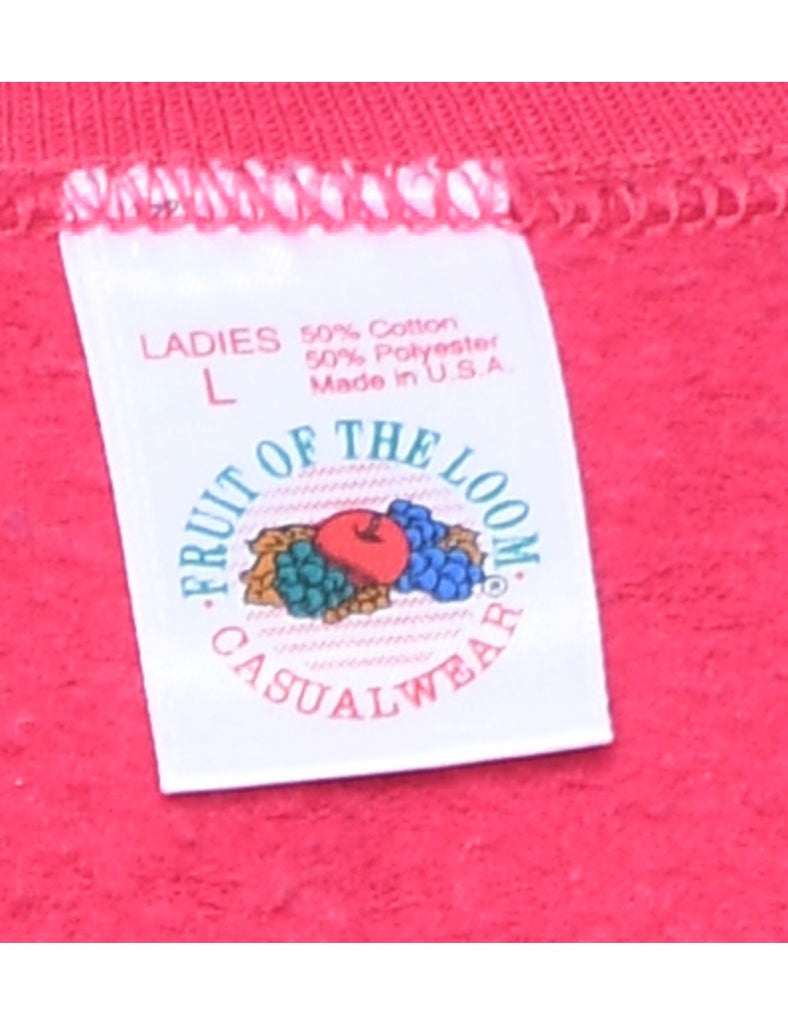 LADIES
L
50% Cotton
50% Polyester
Made in U.S.A.
FRUIT OF THE LOOM
®
CASUALWEAR